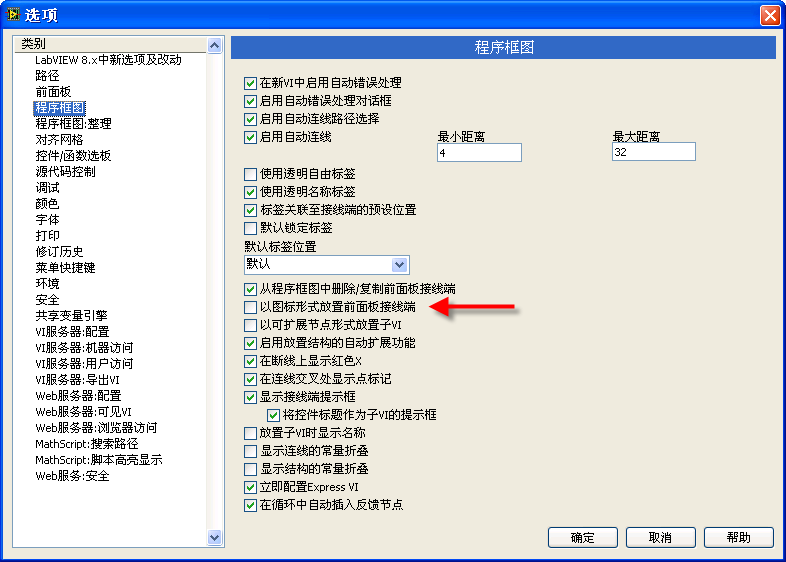 选项
类别
LabVIEW 8.x中新选项及改动
路径
前面板
程序框图
程序框图:整理
对齐网格
控件/函数选板
源代码控制
调试
颜色
字体
打印
修订历史
菜单快捷键
环境
安全
共享变量引擎
VI服务器:配置
VI服务器:机器访问
VI服务器:用户访问
VI服务器:导出VI
Web服务器:配置
Web服务器:可见VI
Web服务器:浏览器访问
MathScript:搜索路径
MathScript:脚本高亮显示
Web服务:安全
程序框图
在新VI中启用自动错误处理
启用自动错误处理对话框
启用自动连线路径选择
启用自动连线 最小距离 最大距离
4 32
使用透明自由标签
使用透明名称标签
标签关联至接线端的预设位置
默认锁定标签
默认标签位置
默认
从程序框图中删除/复制前面板接线端
以图标形式放置前面板接线端
以可扩展节点形式放置子VI
启用放置结构的自动扩展功能
在断线上显示红色X
在连线交叉处显示点标记
显示接线端提示框
将控件标题作为子VI的提示框
放置子VI时显示名称
显示连线的常量折叠
显示结构的常量折叠
立即配置Express VI
在循环中自动插入反馈节点
确定 取消 帮助